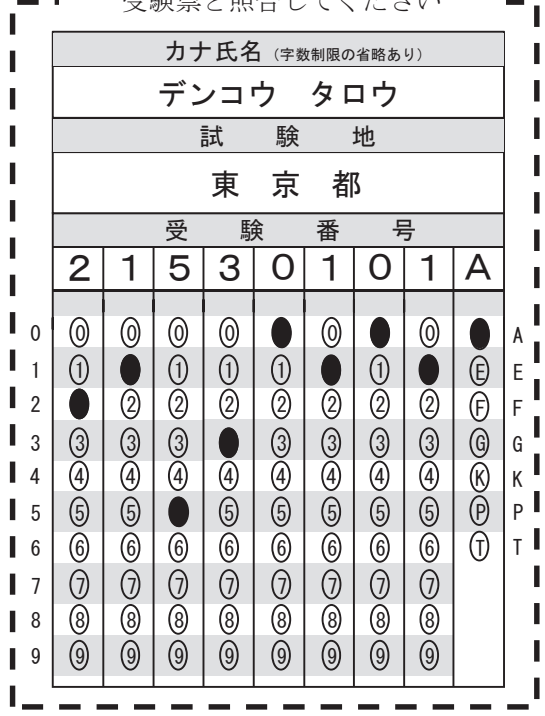 受験票と照合してください
カナ氏名（字数制限の省略あり）
デンコウ　タロウ
試　験　地
東　京　都
受　験　番　号
2 1 5 3 0 1 0 1 A
0 ⓪ ⓪ ⓪ ⓪ ● ⓪ ● ⓪ ● A
1 ① ● ① ① ① ● ① ● Ⓔ E
2 ● ② ② ② ② ② ② ② Ⓕ F
3 ③ ③ ③ ● ③ ③ ③ ③ Ⓖ G
4 ④ ④ ④ ④ ④ ④ ④ ④ Ⓚ K
5 ⑤ ⑤ ● ⑤ ⑤ ⑤ ⑤ ⑤ Ⓟ P
6 ⑥ ⑥ ⑥ ⑥ ⑥ ⑥ ⑥ ⑥ Ⓣ T
7 ⑦ ⑦ ⑦ ⑦ ⑦ ⑦ ⑦ ⑦
8 ⑧ ⑧ ⑧ ⑧ ⑧ ⑧ ⑧ ⑧
9 ⑨ ⑨ ⑨ ⑨ ⑨ ⑨ ⑨ ⑨